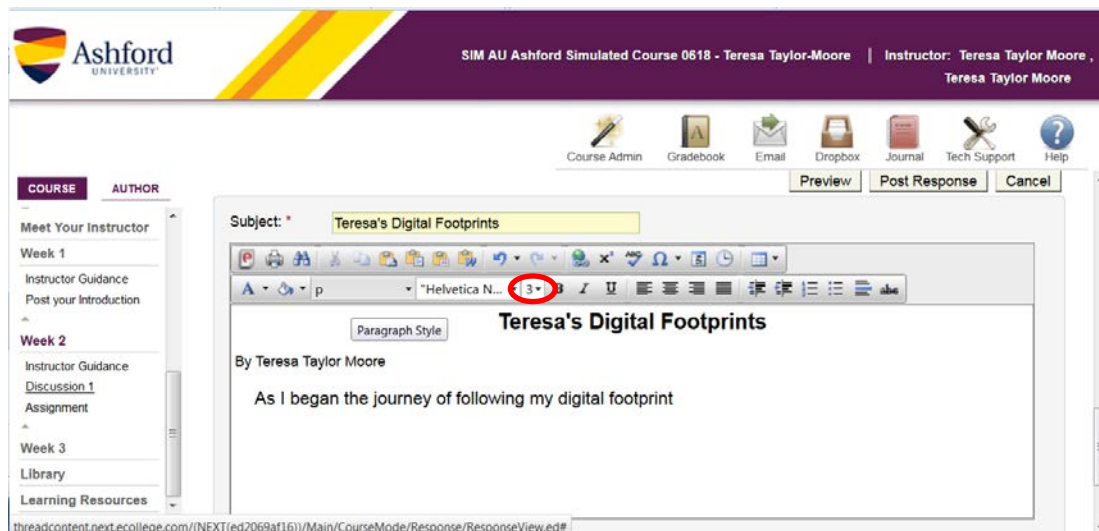 Ashford
UNIVERSITY
SIM AU Ashford Simulated Course 0618 - Teresa Taylor-Moore | Instructor: Teresa Taylor Moore ,
Teresa Taylor Moore
Course Admin Gradebook Email Dropbox Journal Tech Support Help
Preview Post Response Cancel
COURSE AUTHOR
Meet Your Instructor
Week 1
Instructor Guidance
Post your Introduction
Week 2
Instructor Guidance
Discussion 1
Assignment
Week 3
Library
Learning Resources
Subject: * Teresa's Digital Footprints
p "Helvetica N... 3 B I U abc
Paragraph Style
Teresa's Digital Footprints
By Teresa Taylor Moore
As I began the journey of following my digital footprint
threadcontent.next.ecollege.com/(NEXT(ed2069af16))/Main/CourseMode/Response/ResponseView.ed#